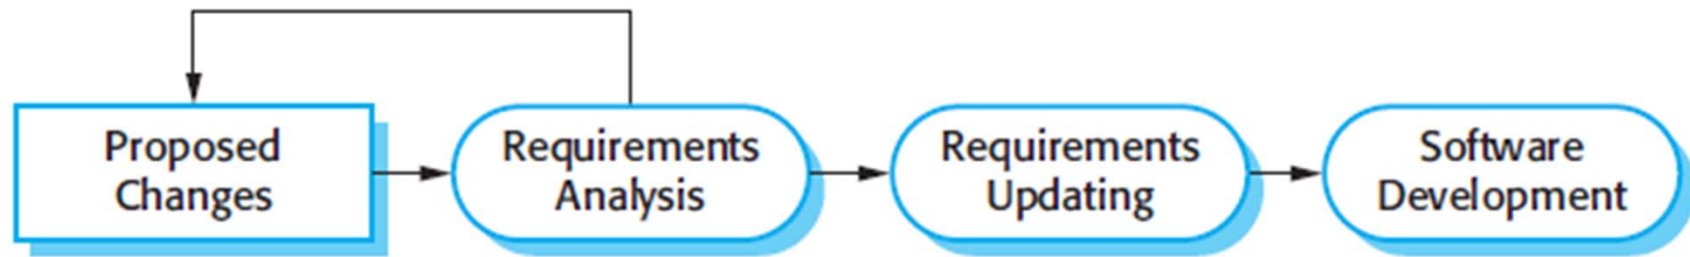 Proposed
Changes
Requirements
Analysis
Requirements
Updating
Software
Development